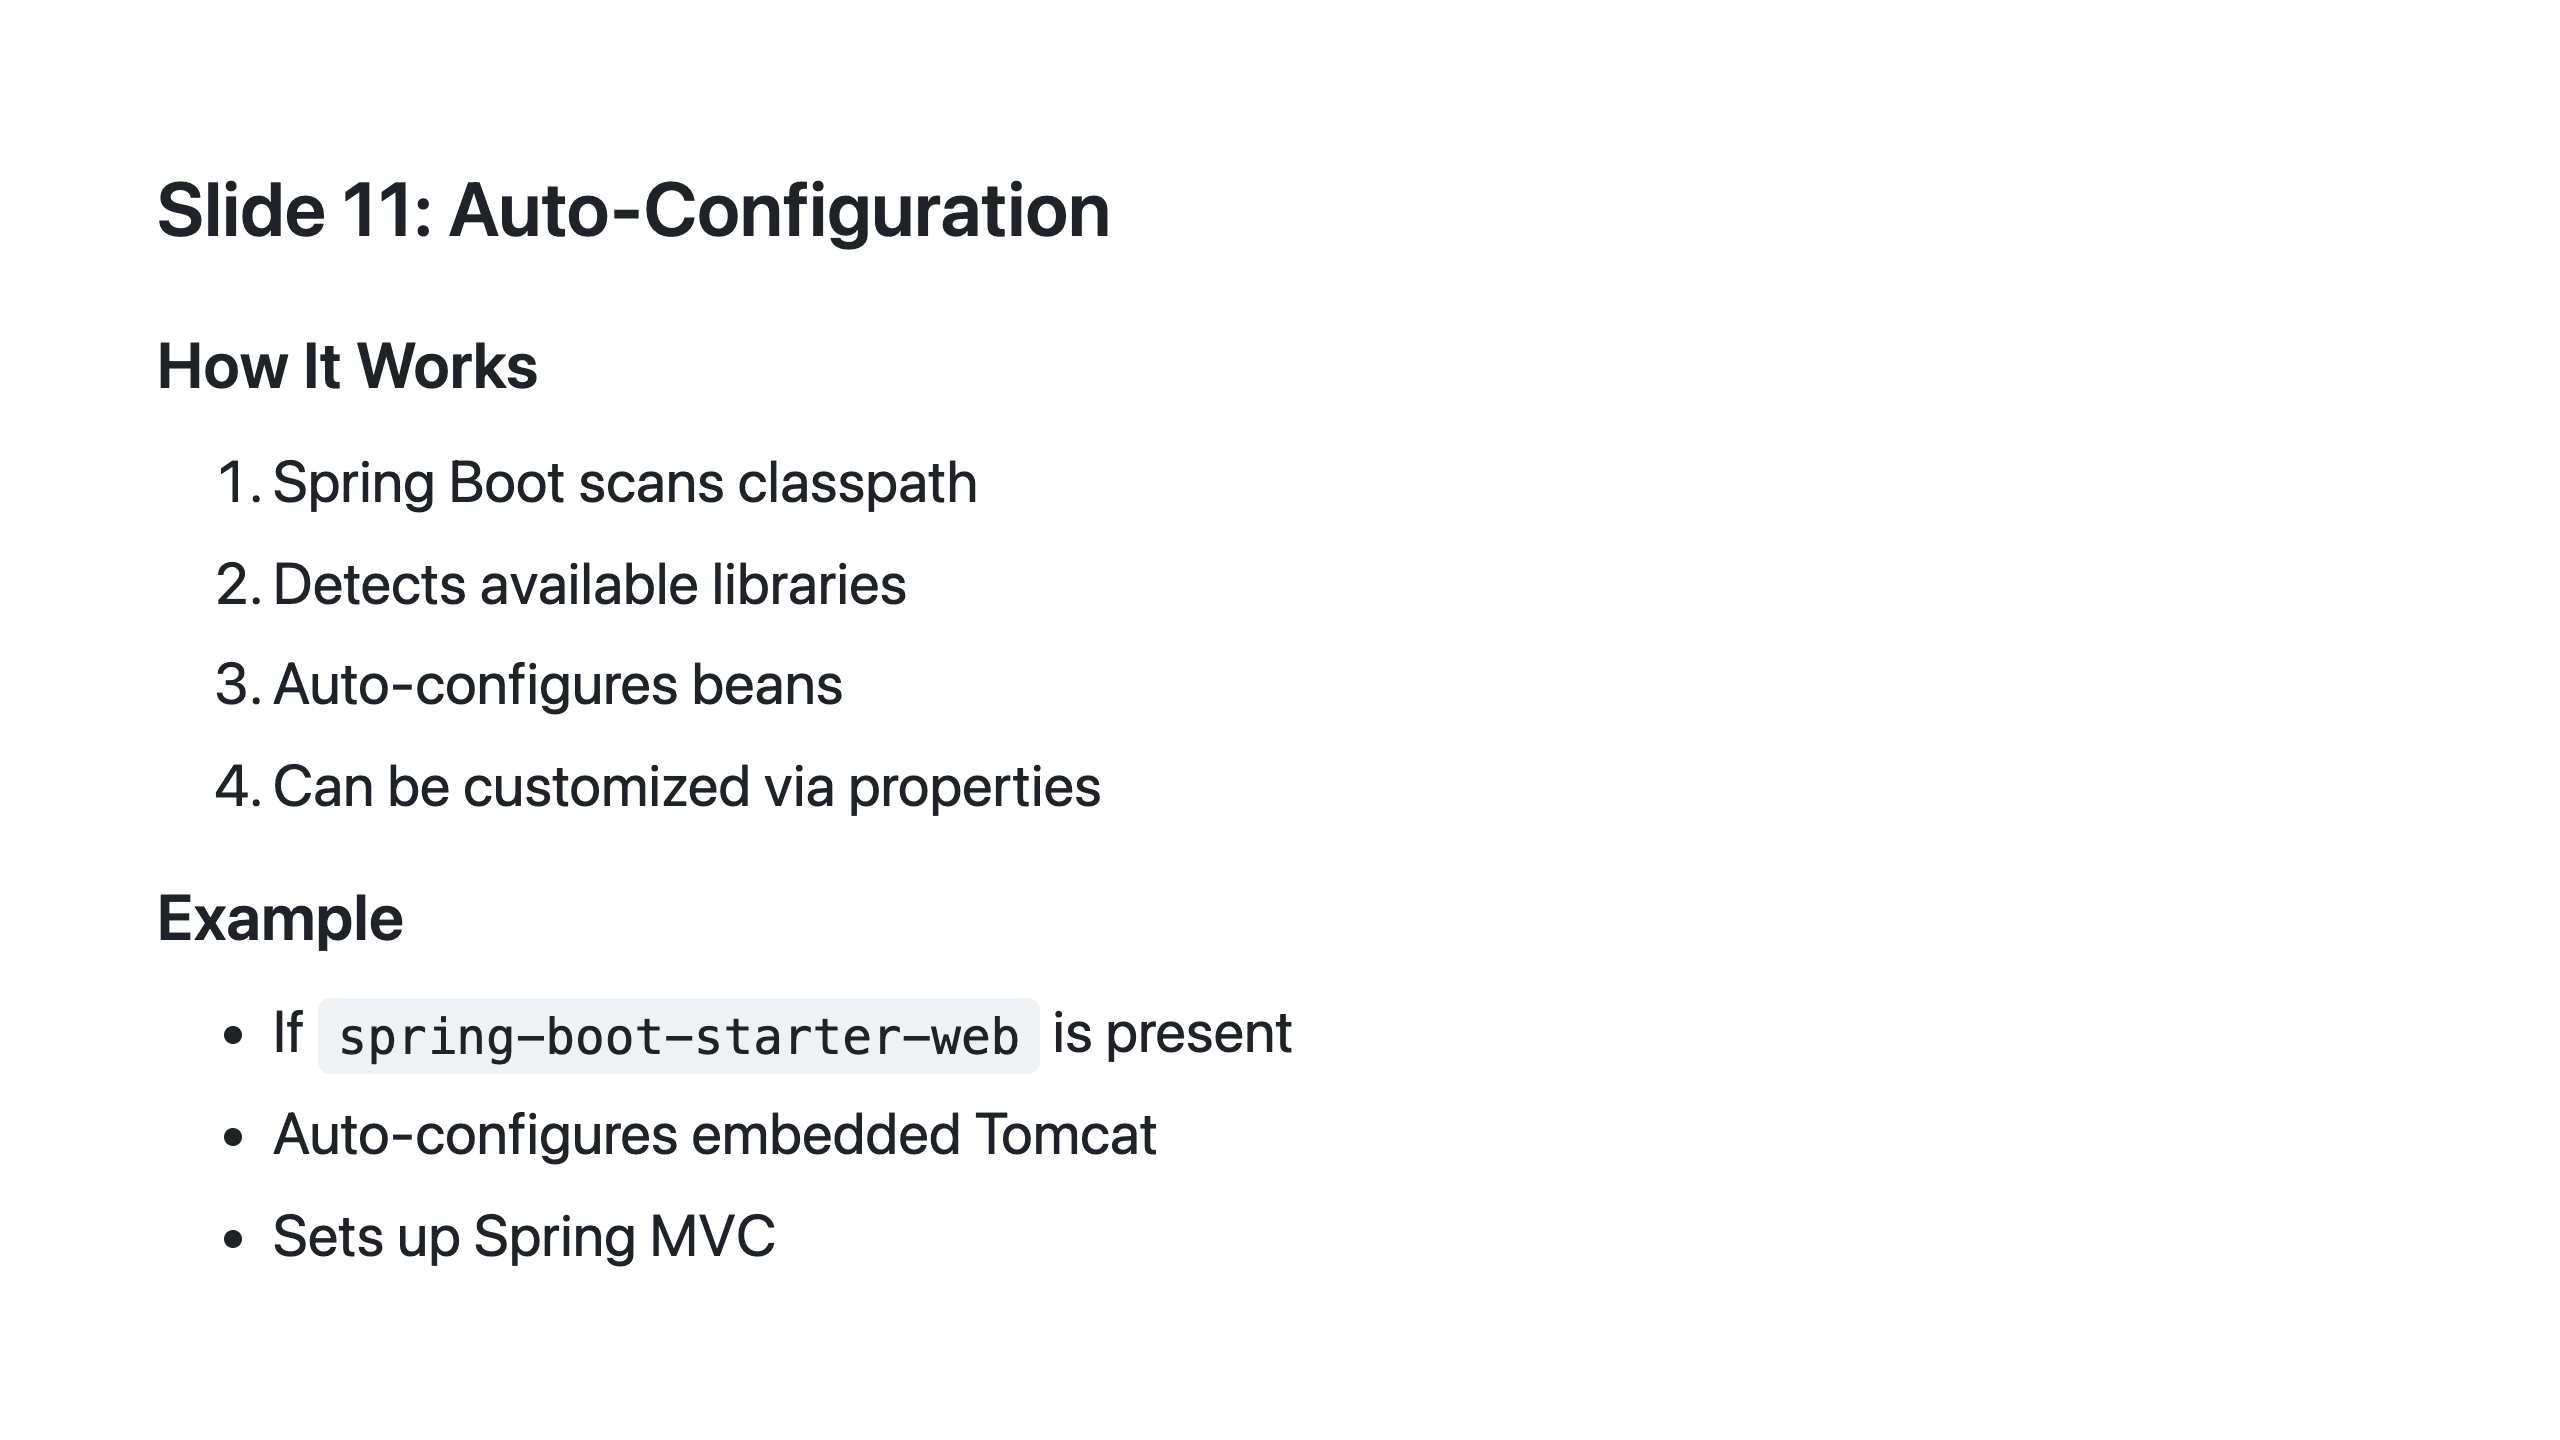 Slide 11: Auto-Configuration
How It Works
1. Spring Boot scans classpath
2. Detects available libraries
3. Auto-configures beans
4. Can be customized via properties
Example
• If spring-boot-starter-web is present
• Auto-configures embedded Tomcat
• Sets up Spring MVC